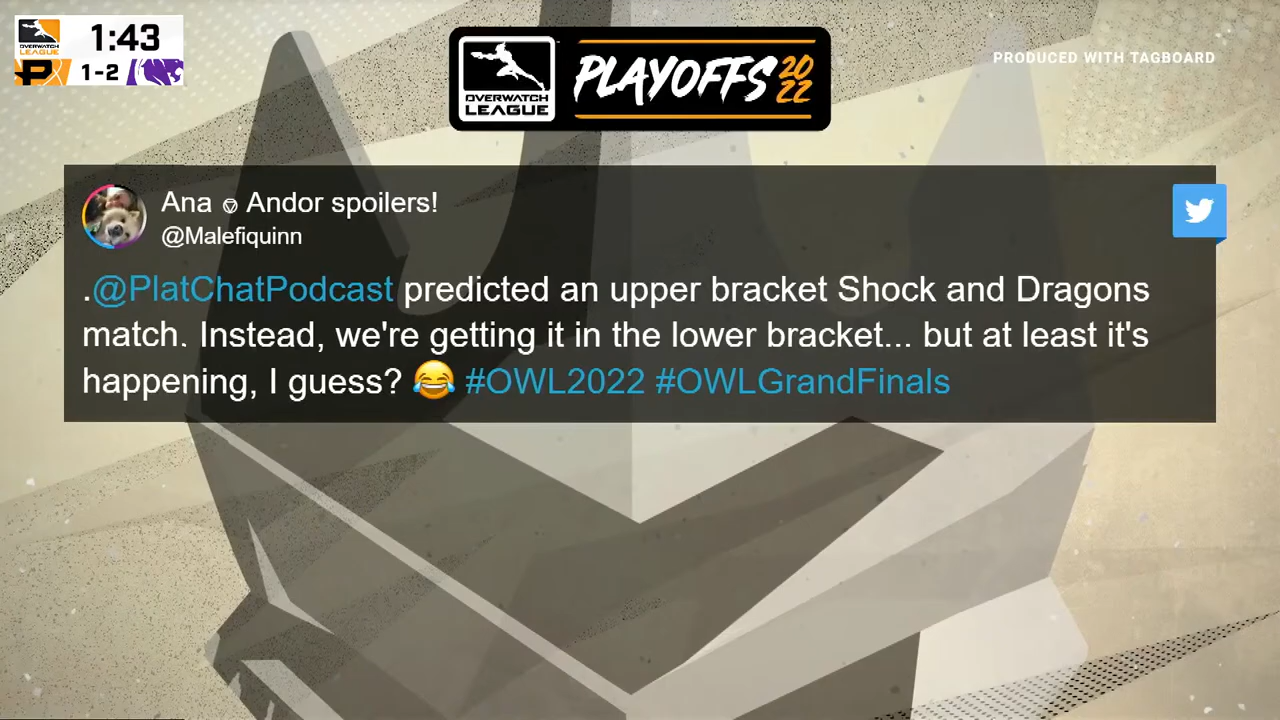 OVERWATCH
LEAGUE
1:43
1-2
OVERWATCH
LEAGUE
PLAYOFFS 20
22
PRODUCED WITH TAGBOARD
Ana Andor spoilers!
@Malefiquinn
.@PlatChatPodcast predicted an upper bracket Shock and Dragons
match. Instead, we're getting it in the lower bracket... but at least it's
happening, I guess? 😂 #OWL2022 #OWLGrandFinals